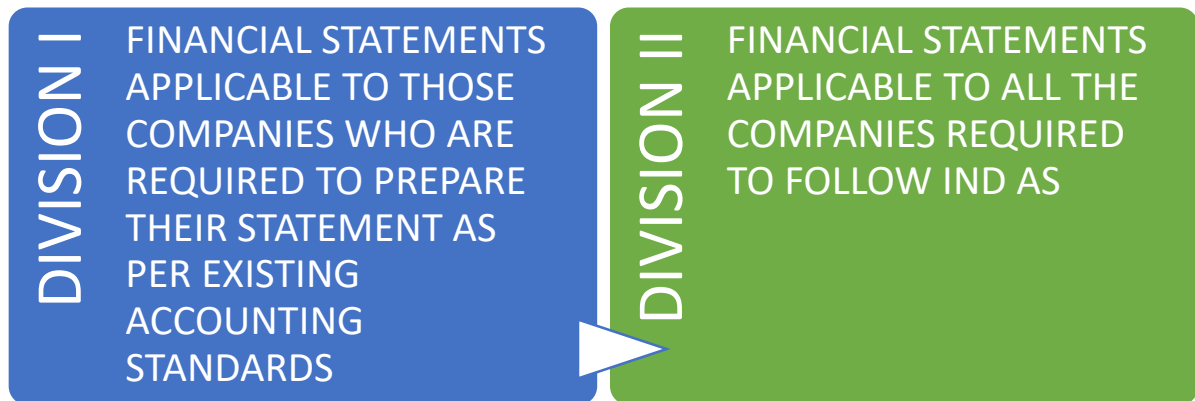 DIVISION I
FINANCIAL STATEMENTS
APPLICABLE TO THOSE
COMPANIES WHO ARE
REQUIRED TO PREPARE
THEIR STATEMENT AS
PER EXISTING
ACCOUNTING
STANDARDS
DIVISION II
FINANCIAL STATEMENTS
APPLICABLE TO ALL THE
COMPANIES REQUIRED
TO FOLLOW IND AS